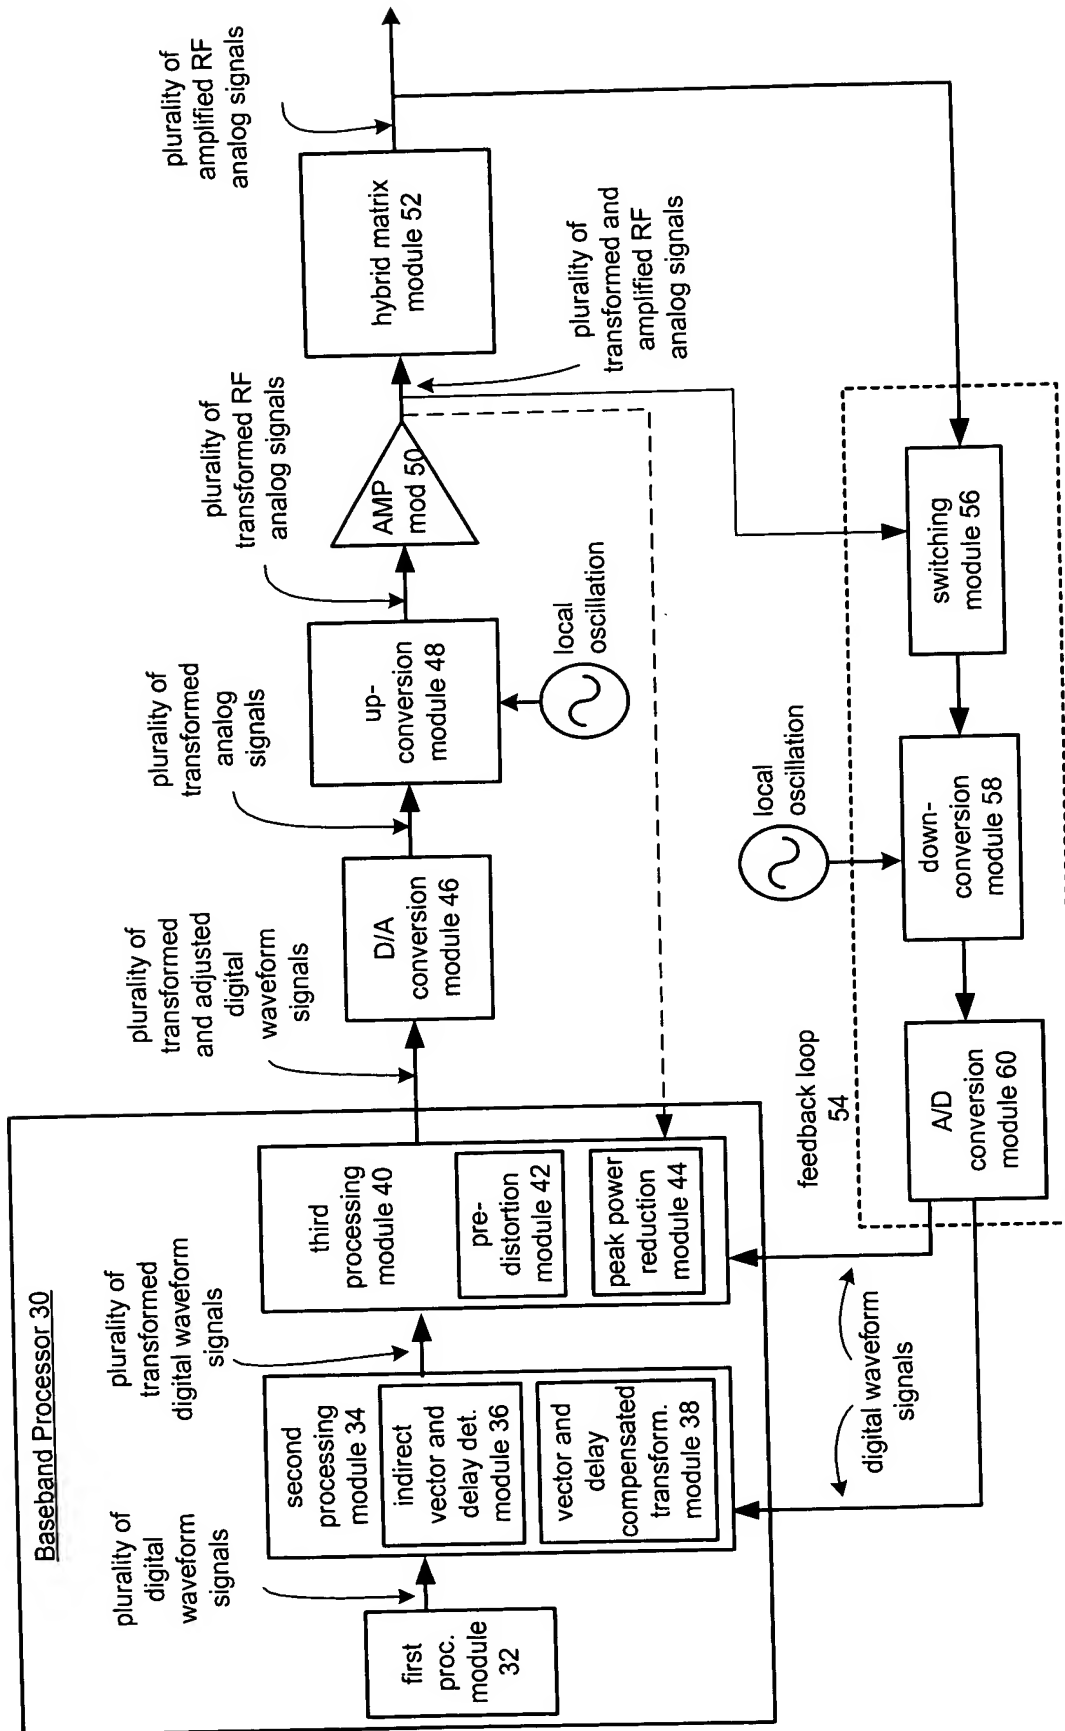 Baseband Processor 30
plurality of
digital
waveform
signals
first
proc.
module
32
second
processing
module 34
indirect
vector and
delay det.
module 36
vector and
delay
compensated
transform.
module 38
plurality of
transformed
digital waveform
signals
third
processing
module 40
pre-
distortion
module 42
peak power
reduction
module 44
plurality of
transformed
and adjusted
digital
waveform
signals
D/A
conversion
module 46
plurality of
transformed
analog
signals
up-
conversion
module 48
local
oscillation
plurality of
transformed RF
analog signals
AMP
mod 50
plurality of
transformed and
amplified RF
analog signals
hybrid matrix
module 52
plurality of
amplified RF
analog signals
feedback loop
54
switching
module 56
local
oscillation
down-
conversion
module 58
A/D
conversion
module 60
digital waveform
signals